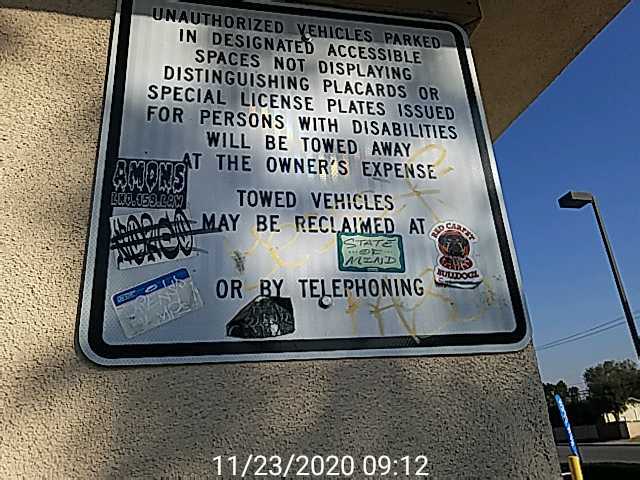 UNAUTHORIZED VEHICLES PARKED
IN DESIGNATED ACCESSIBLE
SPACES NOT DISPLAYING
DISTINGUISHING PLACARDS OR
SPECIAL LICENSE PLATES ISSUED
FOR PERSONS WITH DISABILITIES
WILL BE TOWED AWAY
AT THE OWNER'S EXPENSE
AMONS
TOWED VEHICLES
MAY BE RECLAIMED AT
STATE
OF
MIND
RED CARPET
BULLDOGZ
OR BY TELEPHONING
11/23/2020 09:12